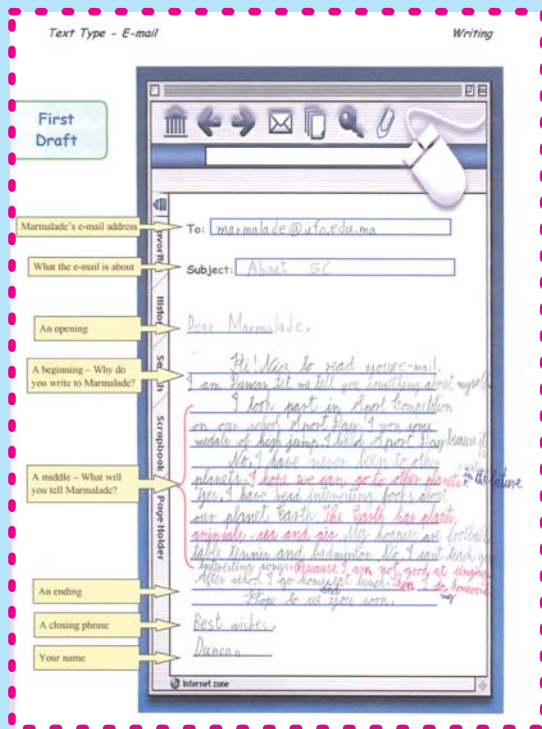 Text Type - E-mail
Writing
First
Draft
Marmalade's e-mail address
To: marmalade@ufo.edu.ma
What the e-mail is about
Subject: About 5C
An opening
Dear Marmalade,
A beginning – Why do
you write to Marmalade?
Hi! Nice to read your e-mail.
I am Duncan. Let me tell you something about myself.
I took part in Sport Competition
on our school Sport Day. I won some
medals of high jump. I liked Sport Day because
No, I have never been to other
A middle – What will
you tell Marmalade?
planets. I hope we can go to other planets in the future
Yes, I have read interesting books about
our planet Earth. The Earth has plants,
animals, sea and air. My hobbies are football
table tennis and badminton. No, I can't teach you
interesting songs. Because I am not good at singing
After school I go home, eat lunch. then I do homework
and my
An ending
Hope to see you soon.
A closing phrase
Best wishes,
Your name
Duncan
Favorites
History
Search
Scrapbook
Page Holder
Internet zone